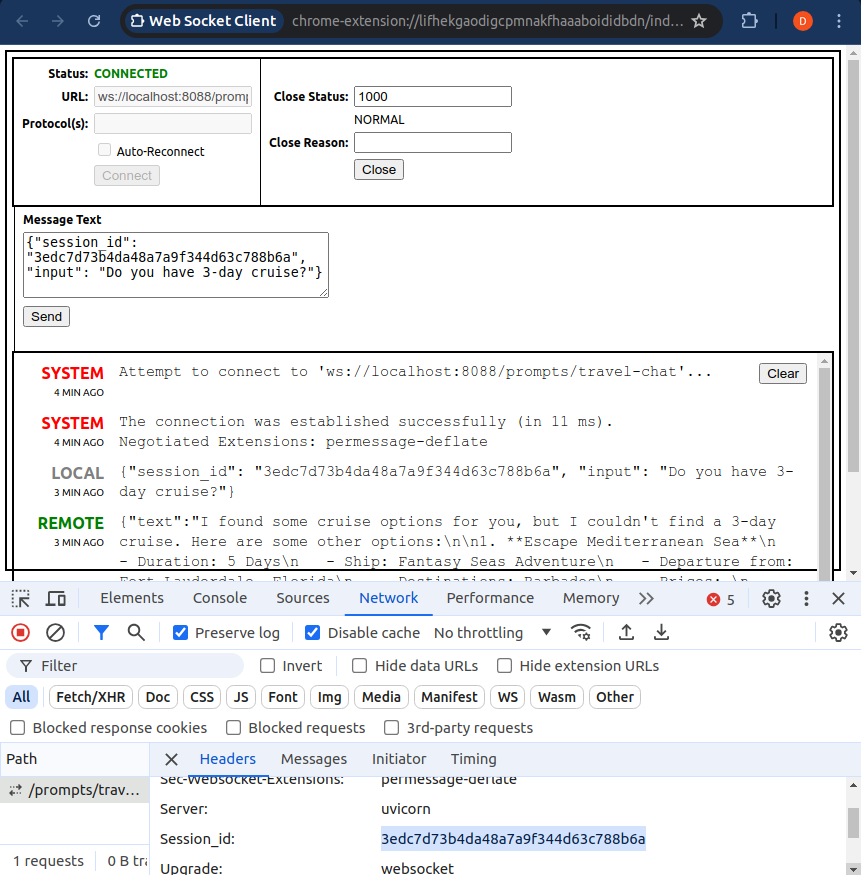 Web Socket Client chrome-extension://lifhekgaodigcpmnakfhaaaboididbdn/ind... D
Status: CONNECTED
URL: ws://localhost:8088/promp
Protocol(s):
Auto-Reconnect
Connect
Close Status: 1000
NORMAL
Close Reason:
Close
Message Text
{"session_id":
"3edc7d73b4da48a7a9f344d63c788b6a",
"input": "Do you have 3-day cruise?"}
Send
SYSTEM Attempt to connect to 'ws://localhost:8088/prompts/travel-chat'... Clear
4 MIN AGO
SYSTEM The connection was established successfully (in 11 ms).
4 MIN AGO Negotiated Extensions: permessage-deflate
LOCAL {"session_id": "3edc7d73b4da48a7a9f344d63c788b6a", "input": "Do you have 3-
3 MIN AGO day cruise?"}
REMOTE {"text":"I found some cruise options for you, but I couldn't find a 3-day
3 MIN AGO cruise. Here are some other options:\n\n1. **Escape Mediterranean Sea**\n
- Duration: 5 Days\n - Ship: Fantasy Seas Adventure\n - Departure from:
Fort Lauderdale, Florida\n - Destinations: Barbados\n - Prices: \n
Elements Console Sources Network Performance Memory 5
Preserve log Disable cache No throttling
Filter Invert Hide data URLs Hide extension URLs
All Fetch/XHR Doc CSS JS Font Img Media Manifest WS Wasm Other
Blocked response cookies Blocked requests 3rd-party requests
Path Headers Messages Initiator Timing
/prompts/trav...
Sec-Websocket-Extensions: permessage-deflate
Server: uvicorn
Session_id: 3edc7d73b4da48a7a9f344d63c788b6a
Upgrade: websocket
1 requests 0 B tra